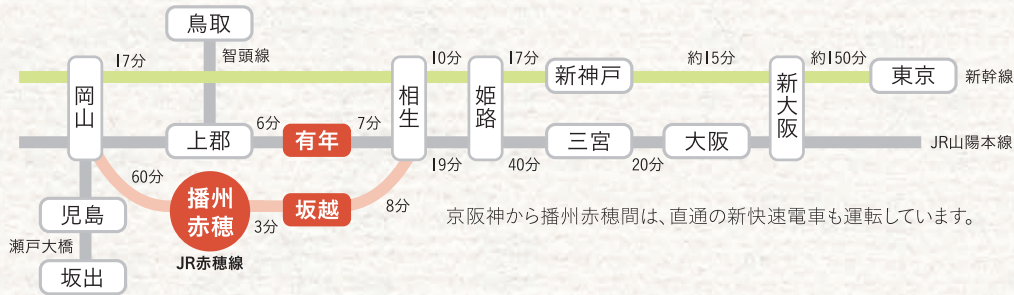 鳥取
智頭線
17分
10分
17分
約15分
約150分
岡山
相生
姫路
新神戸
新大阪
東京
新幹線
上郡
6分
有年
7分
三宮
大阪
JR山陽本線
19分
40分
20分
60分
播州
赤穂
3分
坂越
8分
京阪神から播州赤穂間は、直通の新快速電車も運転しています。
児島
JR赤穂線
瀬戸大橋
坂出